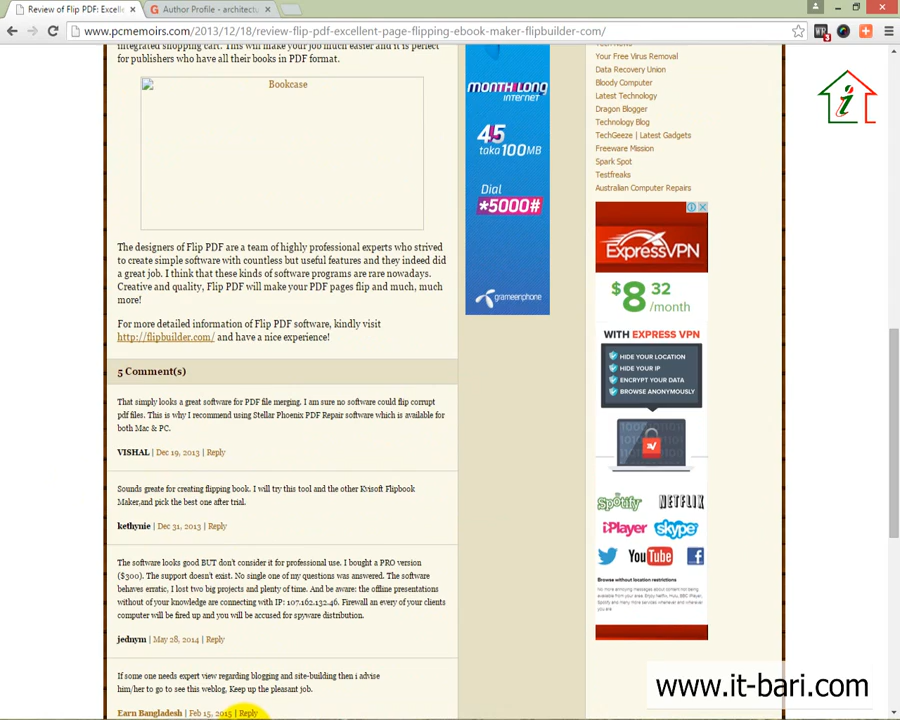 Review of Flip PDF: Excell
Author Profile - architectu
www.pcmemoirs.com/2013/12/18/review-flip-pdf-excellent-page-flipping-ebook-maker-flipbuilder-com/
integrated shopping cart. This will make your job much easier and it is perfect
for publishers who have all their books in PDF format.
Bookcase
The designers of Flip PDF are a team of highly professional experts who strived
to create simple software with countless but useful features and they indeed did
a great job. I think that these kinds of software programs are rare nowadays.
Creative and quality, Flip PDF will make your PDF pages flip and much, much
more!
For more detailed information of Flip PDF software, kindly visit
http://flipbuilder.com/ and have a nice experience!
5 Comment(s)
That simply looks a great software for PDF file merging. I am sure no software could flip corrupt
pdf files. This is why I recommend using Stellar Phoenix PDF Repair software which is available for
both Mac & PC.
VISHAL | Dec 19, 2013 | Reply
Sounds greate for creating flipping book. I will try this tool and the other Kvisoft Flipbook
Maker,and pick the best one after trial.
kethynie | Dec 31, 2013 | Reply
The software looks good BUT don't consider it for professional use. I bought a PRO version
($300). The support doesn't exist. No single one of my questions was answered. The software
behaves erratic, I lost two big projects and plenty of time. And be aware: the offline presentations
without of your knowledge are connecting with IP: 107.162.132.46. Firewall an every of your clients
computer will be fired up and you will be accused for spyware distribution.
jednym | May 28, 2014 | Reply
If some one needs expert view regarding blogging and site-building then i advise
him/her to go to see this weblog, Keep up the pleasant job.
Earn Bangladesh | Feb 15, 2015 | Reply
MONTH LONG
INTERNET
45
taka 100MB
Dial
*5000#
grameenphone
Your Free Virus Removal
Data Recovery Union
Bloody Computer
Latest Technology
Dragon Blogger
Technology Blog
TechGeeze | Latest Gadgets
Freeware Mission
Spark Spot
Testfreaks
Australian Computer Repairs
ExpressVPN
$8 32
/month
WITH EXPRESS VPN
HIDE YOUR LOCATION
HIDE YOUR IP
ENCRYPT YOUR DATA
BROWSE ANONYMOUSLY
Spotify NETFLIX
iPlayer skype
YouTube
Browse without location restrictions
www.it-bari.com